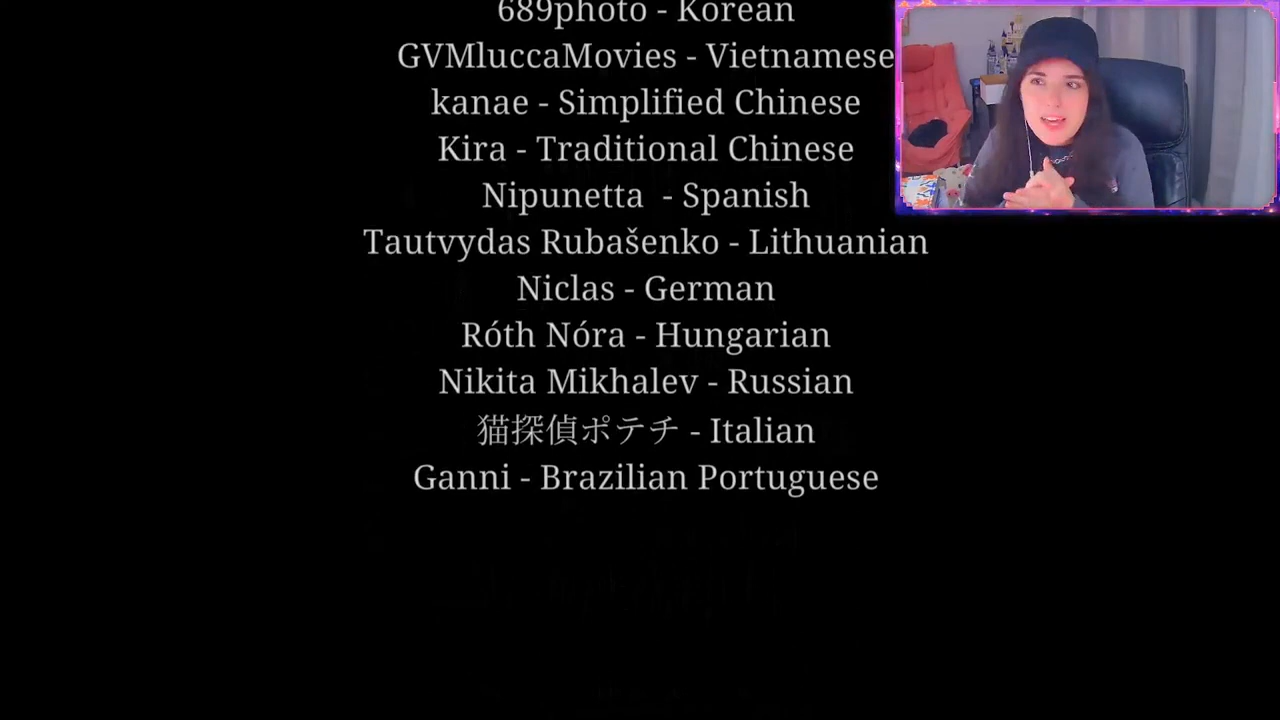 689photo - Korean
GVMluccaMovies - Vietnamese
kanae - Simplified Chinese
Kira - Traditional Chinese
Nipunetta  - Spanish
Tautvydas Rubašenko - Lithuanian
Niclas - German
Róth Nóra - Hungarian
Nikita Mikhalev - Russian
猫探偵ポテチ - Italian
Ganni - Brazilian Portuguese